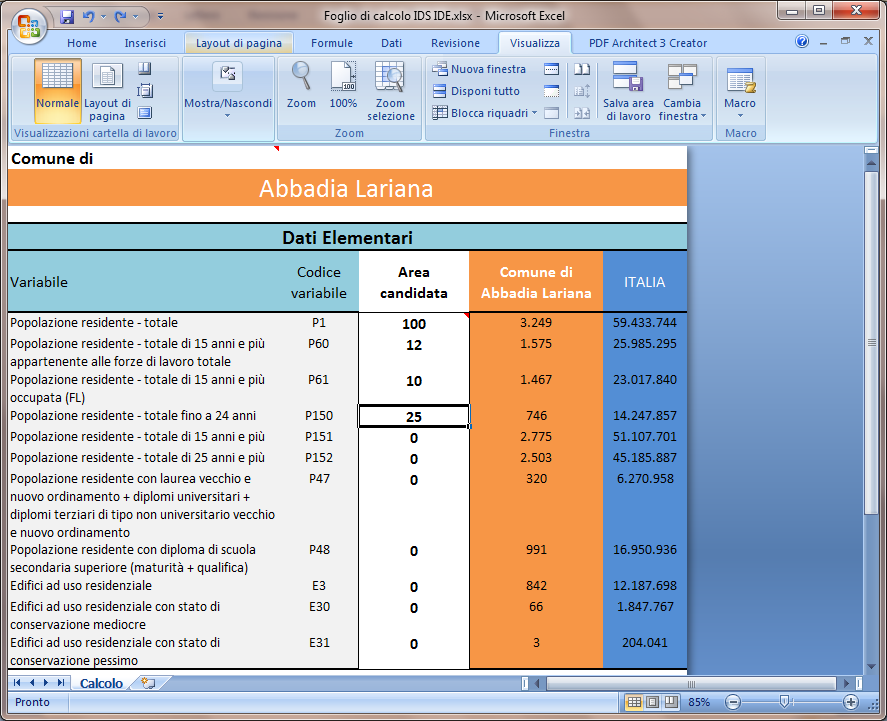 Foglio di calcolo IDS IDE.xlsx - Microsoft Excel
Home Inserisci Layout di pagina Formule Dati Revisione Visualizza PDF Architect 3 Creator
Normale Layout di pagina
Visualizzazioni cartella di lavoro
Mostra/Nascondi
Zoom 100% Zoom selezione
Zoom
Nuova finestra
Disponi tutto
Blocca riquadri
Salva area di lavoro Cambia finestra
Finestra
Macro
Macro
Comune di
Abbadia Lariana
Dati Elementari
Variabile Codice variabile Area candidata Comune di Abbadia Lariana ITALIA
Popolazione residente - totale P1 100 3.249 59.433.744
Popolazione residente - totale di 15 anni e più P60 12 1.575 25.985.295
appartenente alle forze di lavoro totale
Popolazione residente - totale di 15 anni e più P61 10 1.467 23.017.840
occupata (FL)
Popolazione residente - totale fino a 24 anni P150 25 746 14.247.857
Popolazione residente - totale di 15 anni e più P151 0 2.775 51.107.701
Popolazione residente - totale di 25 anni e più P152 0 2.503 45.185.887
Popolazione residente con laurea vecchio e P47 0 320 6.270.958
nuovo ordinamento + diplomi universitari +
diplomi terziari di tipo non universitario vecchio
e nuovo ordinamento
Popolazione residente con diploma di scuola P48 0 991 16.950.936
secondaria superiore (maturità + qualifica)
Edifici ad uso residenziale E3 0 842 12.187.698
Edifici ad uso residenziale con stato di E30 0 66 1.847.767
conservazione mediocre
Edifici ad uso residenziale con stato di E31 0 3 204.041
conservazione pessimo
Calcolo
Pronto 85%